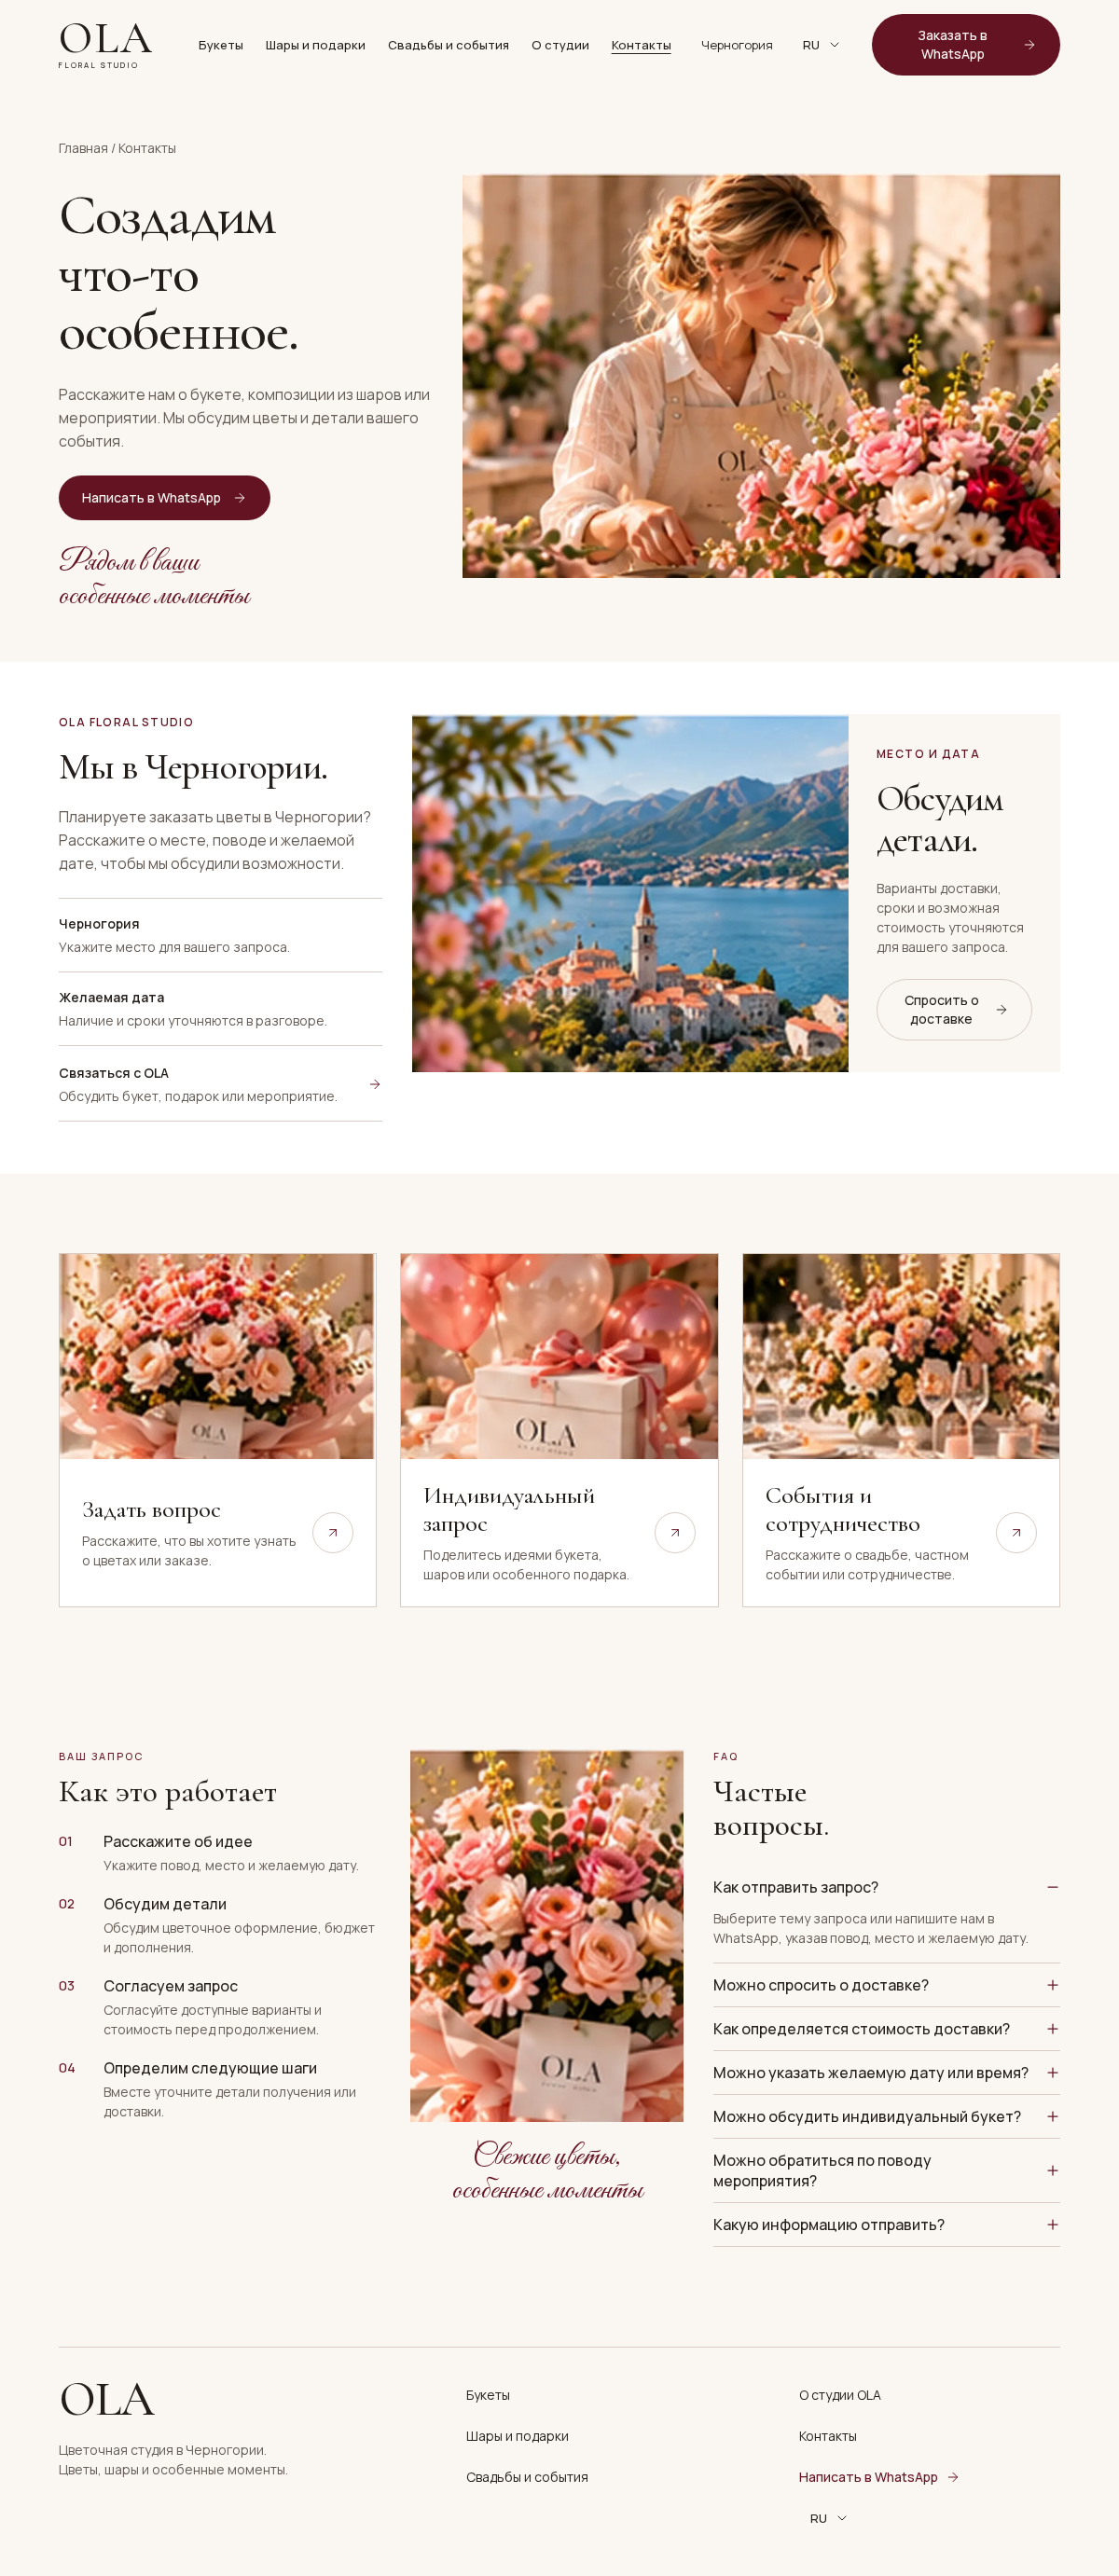 OLA
FLORAL STUDIO
Букеты
Шары и подарки
Свадьбы и события
О студии
Контакты
Черногория
RU
Заказать в
WhatsApp
Главная / Контакты
Создадим
что-то
особенное.
Расскажите нам о букете, композиции из шаров или
мероприятии. Мы обсудим цветы и детали вашего
события.
Написать в WhatsApp
Рядом в ваши
особенные моменты
OLA FLORAL STUDIO
Мы в Черногории.
Планируете заказать цветы в Черногории?
Расскажите о месте, поводе и желаемой
дате, чтобы мы обсудили возможности.
Черногория
Укажите место для вашего запроса.
Желаемая дата
Наличие и сроки уточняются в разговоре.
Связаться с OLA
Обсудить букет, подарок или мероприятие.
МЕСТО И ДАТА
Обсудим
детали.
Варианты доставки,
сроки и возможная
стоимость уточняются
для вашего запроса.
Спросить о
доставке
OLA
Задать вопрос
Расскажите, что вы хотите узнать
о цветах или заказе.
OLA
Индивидуальный
запрос
Поделитесь идеями букета,
шаров или особенного подарка.
События и
сотрудничество
Расскажите о свадьбе, частном
событии или сотрудничестве.
ВАШ ЗАПРОС
Как это работает
01
Расскажите об идее
Укажите повод, место и желаемую дату.
02
Обсудим детали
Обсудим цветочное оформление, бюджет
и дополнения.
03
Согласуем запрос
Согласуйте доступные варианты и
стоимость перед продолжением.
04
Определим следующие шаги
Вместе уточните детали получения или
доставки.
OLA
Свежие цветы,
особенные моменты
FAQ
Частые
вопросы.
Как отправить запрос?
Выберите тему запроса или напишите нам в
WhatsApp, указав повод, место и желаемую дату.
Можно спросить о доставке?
Как определяется стоимость доставки?
Можно указать желаемую дату или время?
Можно обсудить индивидуальный букет?
Можно обратиться по поводу
мероприятия?
Какую информацию отправить?
OLA
Цветочная студия в Черногории.
Цветы, шары и особенные моменты.
Букеты
Шары и подарки
Свадьбы и события
О студии OLA
Контакты
Написать в WhatsApp
RU